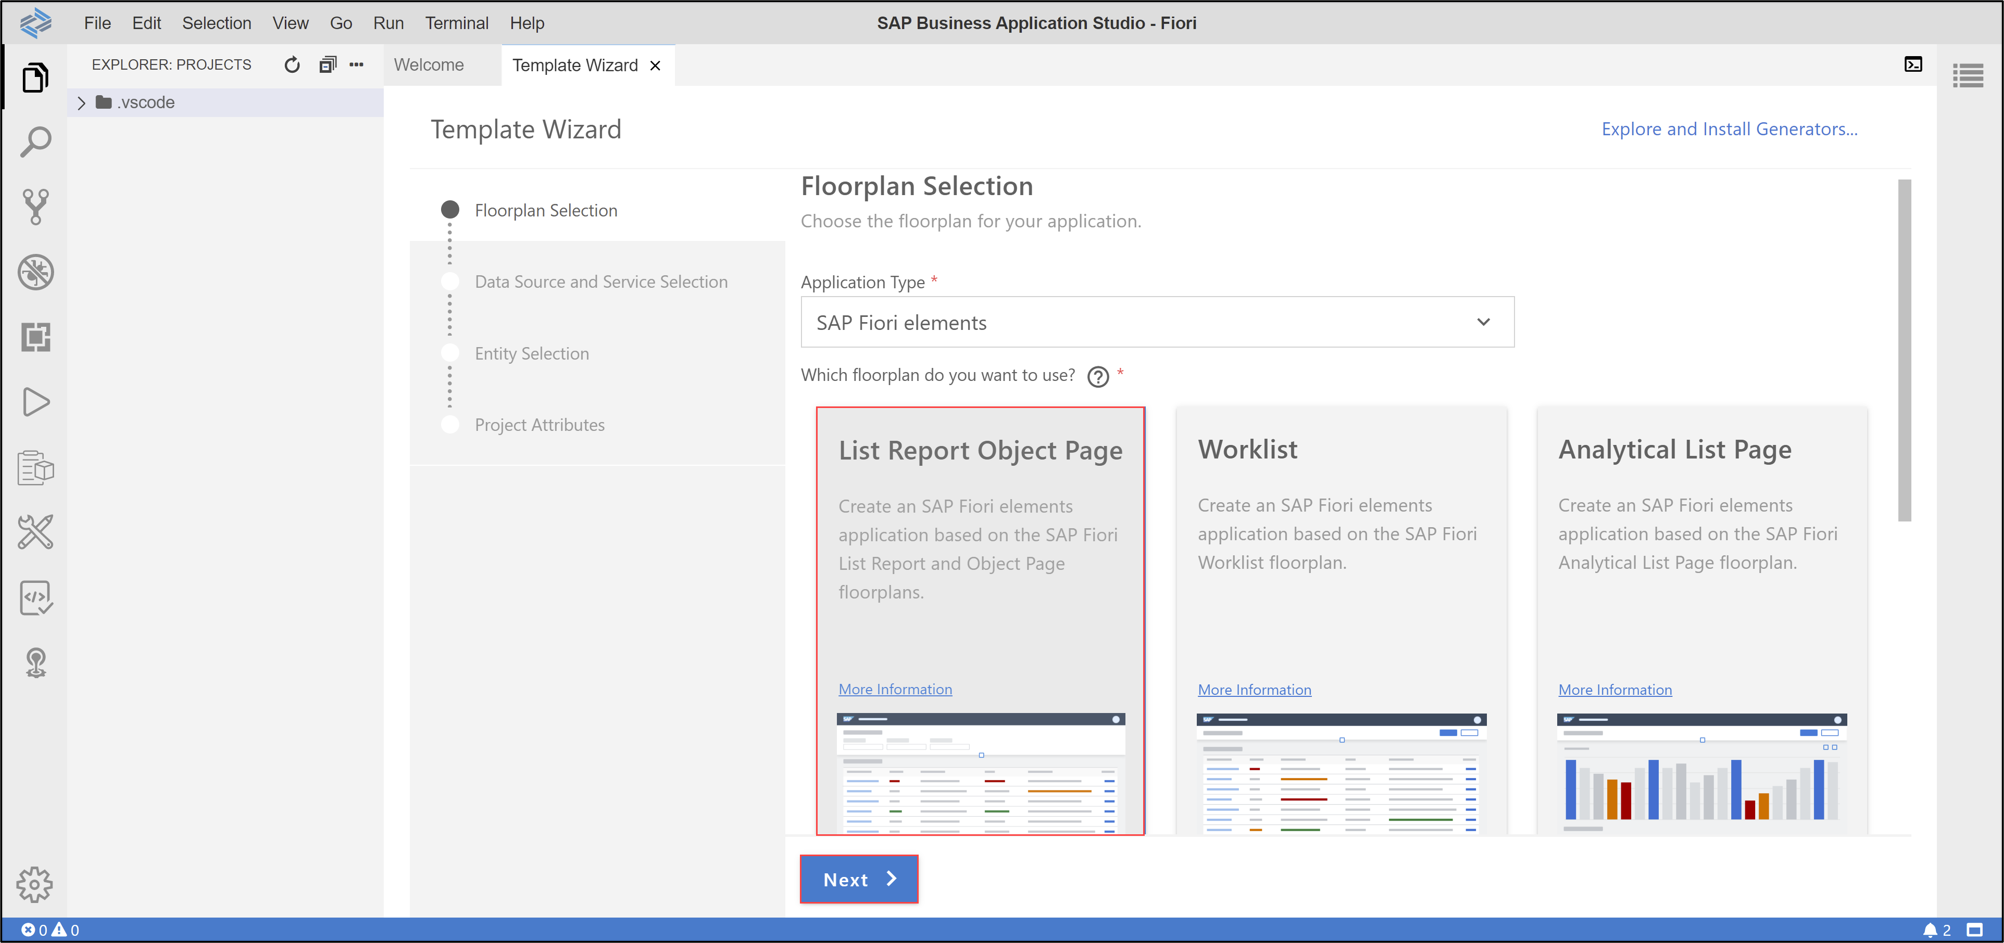 File Edit Selection View Go Run Terminal Help
SAP Business Application Studio - Fiori
EXPLORER: PROJECTS
.vscode
Welcome
Template Wizard
Template Wizard
Explore and Install Generators...
Floorplan Selection
Data Source and Service Selection
Entity Selection
Project Attributes
Floorplan Selection
Choose the floorplan for your application.
Application Type *
SAP Fiori elements
Which floorplan do you want to use? ? *
List Report Object Page
Create an SAP Fiori elements
application based on the SAP Fiori
List Report and Object Page
floorplans.
More Information
Worklist
Create an SAP Fiori elements
application based on the SAP Fiori
Worklist floorplan.
More Information
Analytical List Page
Create an SAP Fiori elements
application based on the SAP Fiori
Analytical List Page floorplan.
More Information
Next
0 0
2